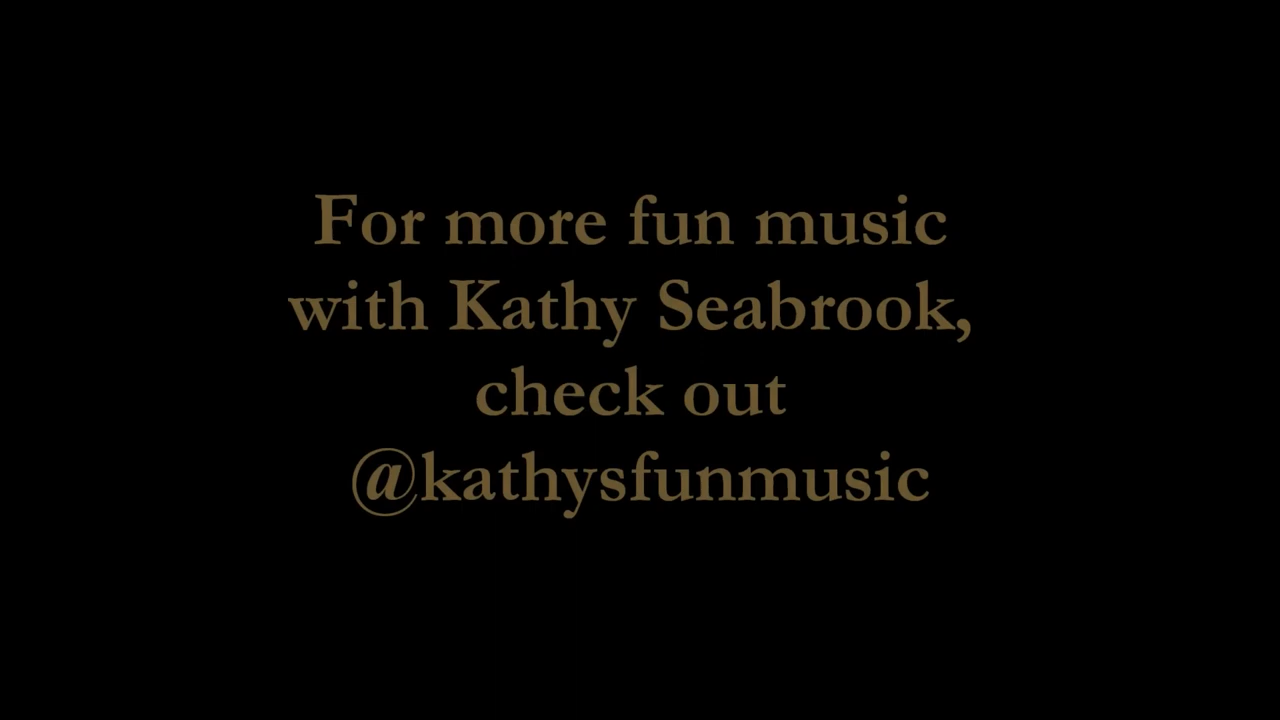 For more fun music
with Kathy Seabrook,
check out
@kathysfunmusic